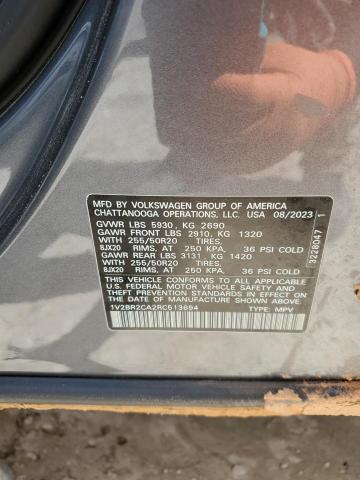 MFD BY VOLKSWAGEN GROUP OF AMERICA
CHATTANOOGA OPERATIONS, LLC. USA 08/2023
GVWR LBS 5930, KG 2690
GAWR FRONT LBS 2910, KG 1320
WITH 255/50R20 TIRES,
8JX20 RIMS, AT 250 KPA, 36 PSI COLD
GAWR REAR LBS 3131, KG 1420
WITH 255/50R20 TIRES,
8JX20 RIMS, AT 250 KPA, 36 PSI COLD
THIS VEHICLE CONFORMS TO ALL APPLICABLE
U.S. FEDERAL MOTOR VEHICLE SAFETY
STANDARDS IN EFFECT ON THE DATE OF
MANUFACTURE SHOWN ABOVE
1V2BR2CA2RC513694 TYPE: MPV
3228047 1